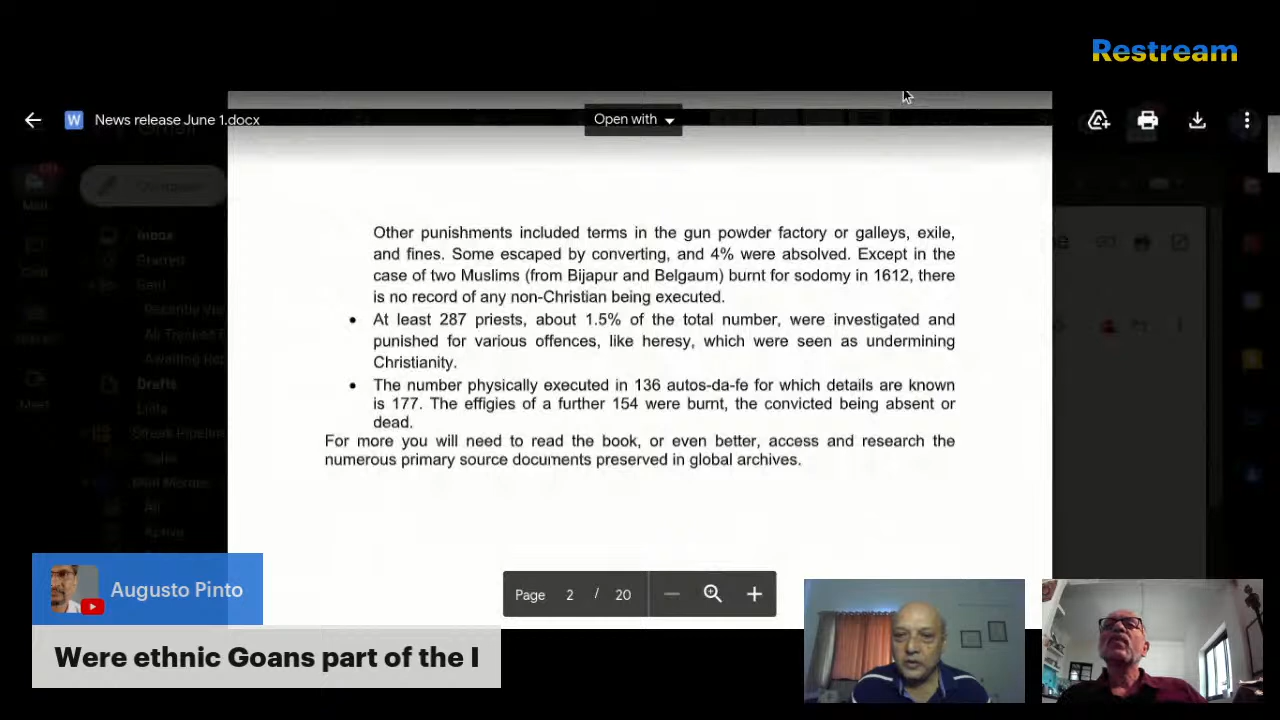 Restream
News release June 1.docx
Open with
Other punishments included terms in the gun powder factory or galleys, exile,
and fines. Some escaped by converting, and 4% were absolved. Except in the
case of two Muslims (from Bijapur and Belgaum) burnt for sodomy in 1612, there
is no record of any non-Christian being executed.
• At least 287 priests, about 1.5% of the total number, were investigated and
punished for various offences, like heresy, which were seen as undermining
Christianity.
• The number physically executed in 136 autos-da-fe for which details are known
is 177. The effigies of a further 154 were burnt, the convicted being absent or
dead.
For more you will need to read the book, or even better, access and research the
numerous primary source documents preserved in global archives.
Inbox
Starred
Drafts
Page 2 / 20
Augusto Pinto
Were ethnic Goans part of the I